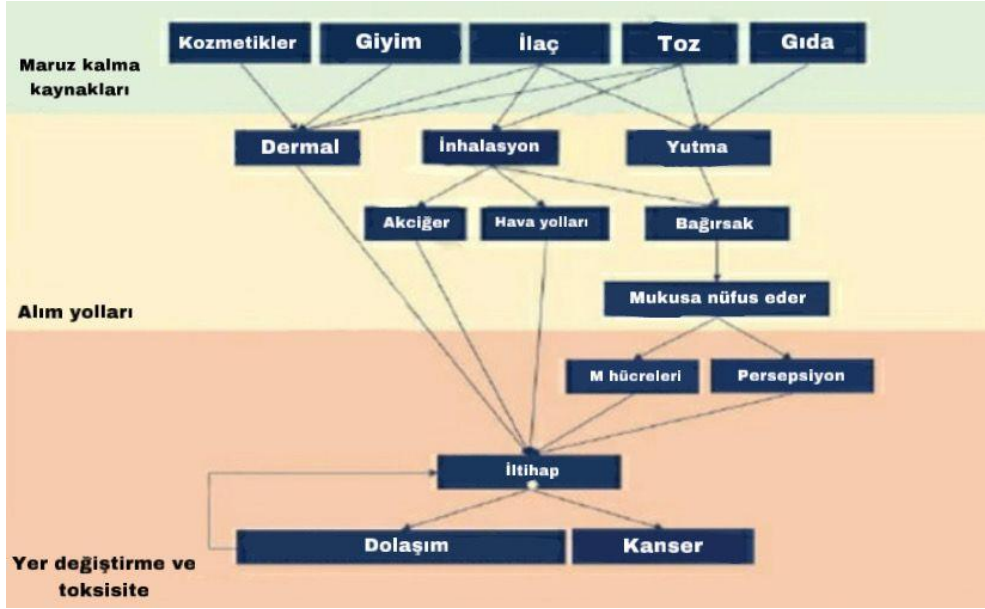 Kozmetikler
Giyim
İlaç
Toz
Gıda
Maruz kalma
kaynakları
Dermal
İnhalasyon
Yutma
Akciğer
Hava yolları
Bağırsak
Mukusa nüfus eder
Alım yolları
M hücreleri
Persepsiyon
İltihap
Dolaşım
Kanser
Yer değiştirme ve
toksisite